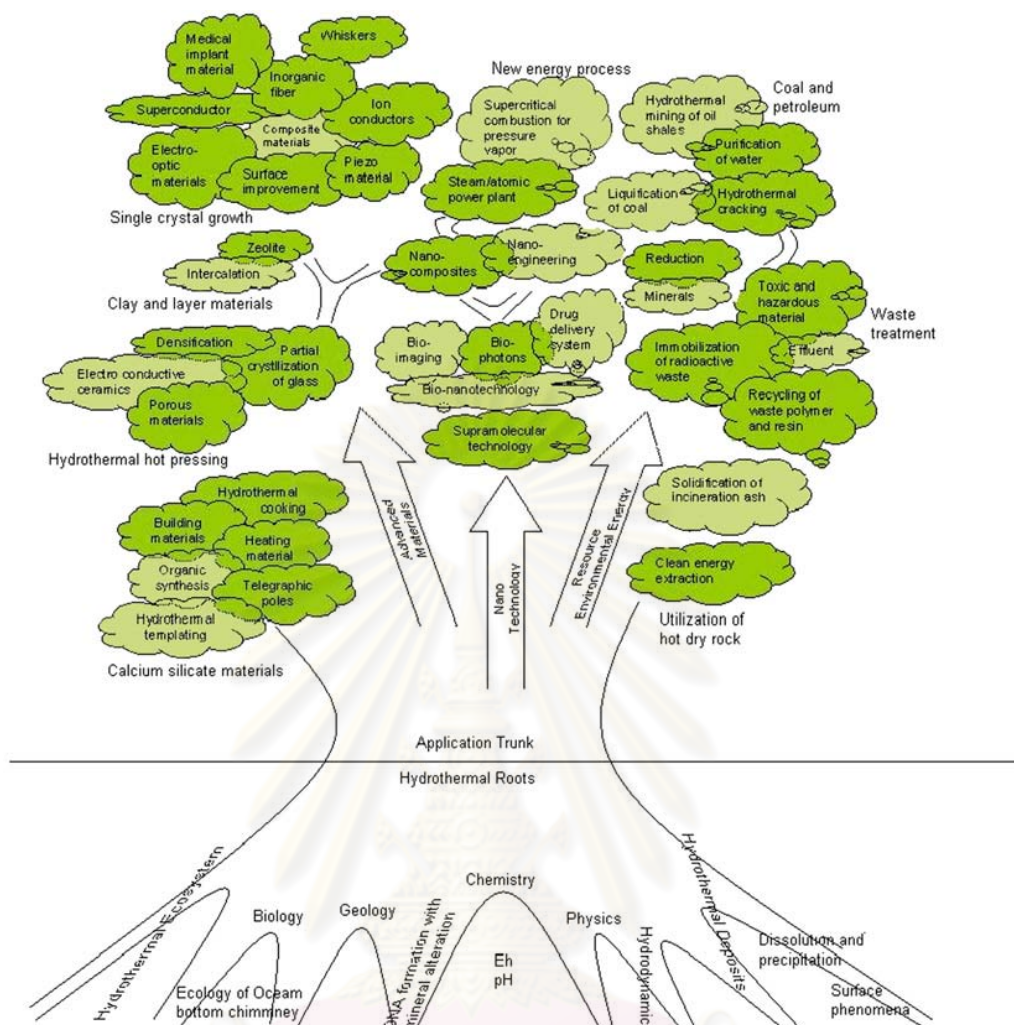 Medical
implant
material
Whiskers
Inorganic
fiber
Superconductor
Ion
conductors
Composite
materials
Electro-
optic
materials
Surface
improvement
Piezo
material
Single crystal growth
New energy process
Supercritical
combustion for
pressure
vapor
Steam/atomic
power plant
Hydrothermal
mining of oil
shales
Coal and
petroleum
Purification
of water
Liquification
of coal
Hydrothermal
cracking
Zeolite
Intercalation
Clay and layer materials
Nano-
composites
Nano-
engineering
Reduction
Minerals
Toxic and
hazardous
material
Waste
treatment
Densification
Partial
crystilization
of glass
Electro conductive
ceramics
Porous
materials
Hydrothermal hot pressing
Bio-
imaging
Bio-
photons
Drug
delivery
system
Bio-nanotechnology
Supramolecular
technology
Immobilization
of radioactive
waste
Effluent
Recycling of
waste polymer
and resin
Solidification of
incineration ash
Clean energy
extraction
Utilization of
hot dry rock
Hydrothermal
cooking
Building
materials
Heating
material
Organic
synthesis
Telegraphic
poles
Hydrothermal
templating
Calcium silicate materials
Advanced
Materials
Nano
Technology
Resource
Environmental Energy
Application Trunk
Hydrothermal Roots
Hydrothermal Ecosystem
Biology
Geology
Chemistry
Physics
Hydrothermal Deposits
Ecology of Oceam
bottom chimmey
DNA formation with
mineral alteration
Eh
pH
Hydrodynamic
Dissolution and
precipitation
Surface
phenomena